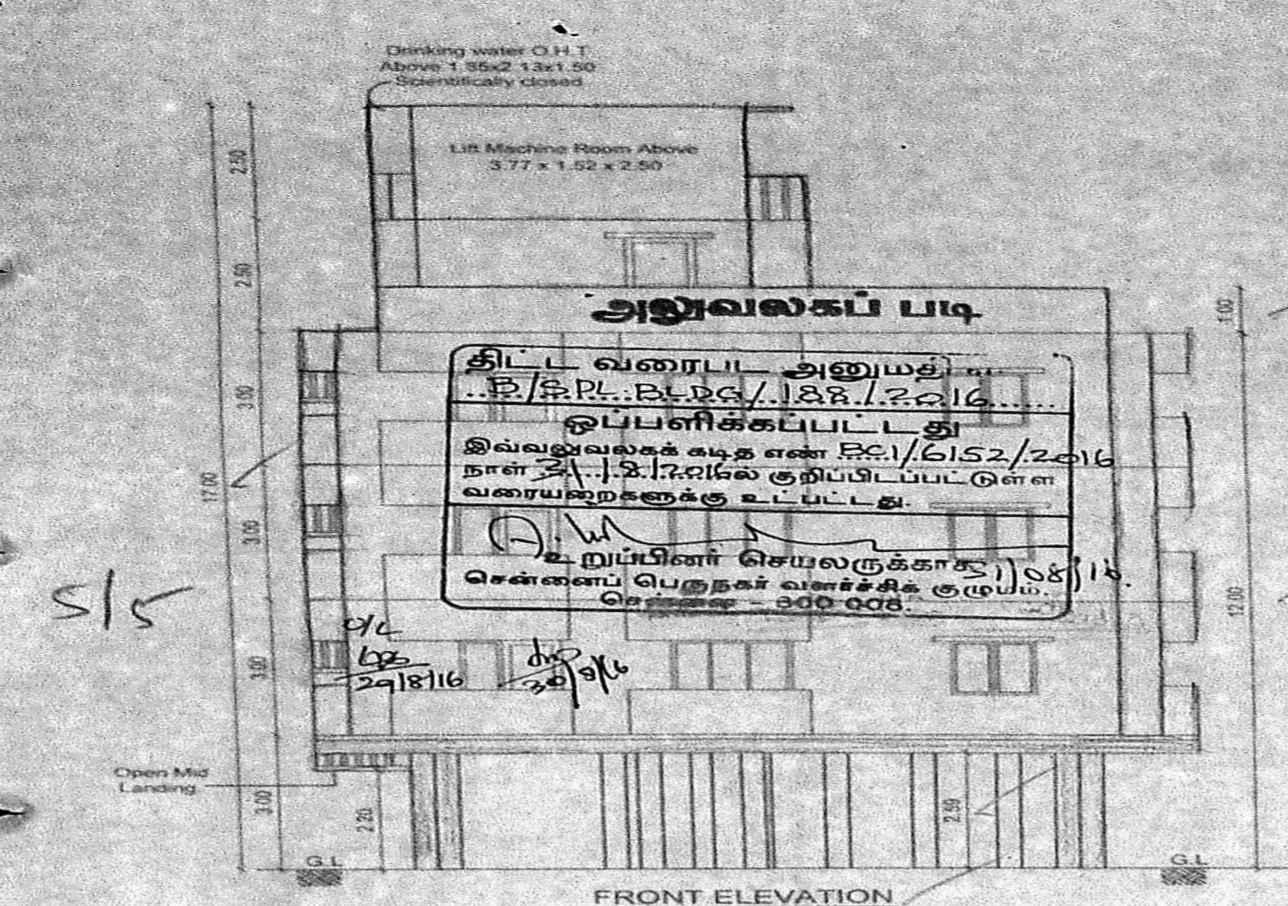 Drinking water O.H.T.
Above 1.85x2.13x1.50
Scientifically closed
Lift Machine Room Above
3.77 x 1.52 x 2.50
2.50
2.50
1.00
அலுவலகப் படி
திட்ட வரைபட அனுமதி
B/SPL.BLDG/188/2016
ஒப்பளிக்கப்பட்டது
இவ்வலுவலகக் கடித எண் BC1/6152/2016
நாள் 31/8/2016ல் குறிப்பிடப்பட்டுள்ள
வரையறைகளுக்கு உட்பட்டது.
உறுப்பினர் செயலருக்காக 31/08/16.
சென்னைப் பெருநகர் வளர்ச்சிக் குழுமம்.
சென்னை - 600 008.
3.00
17.00
3.00
12.00
S/5
O/C
29/8/16
30/8/16
3.00
Open Mid
Landing
3.00
2.20
2.59
G.L
G.L
FRONT ELEVATION